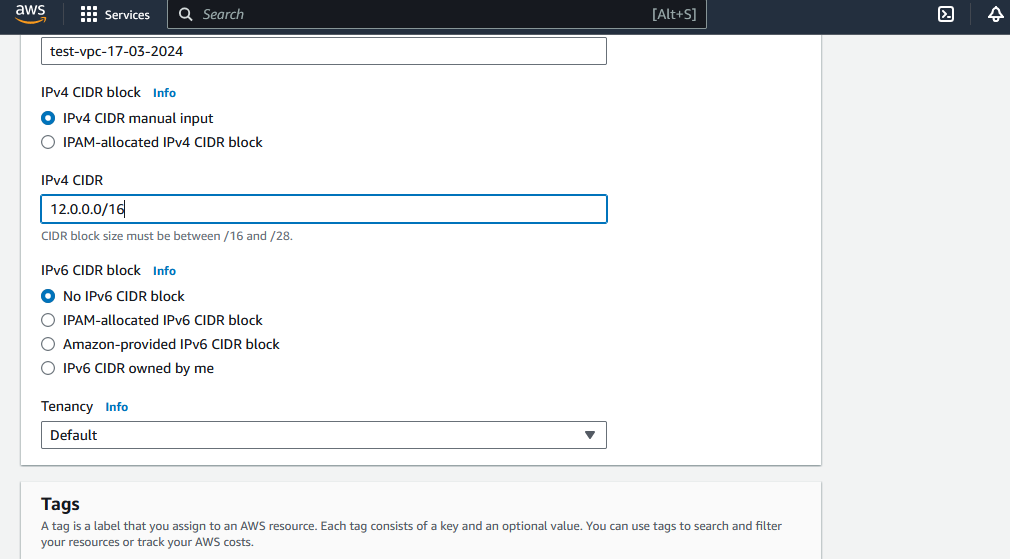 aws Services Search [Alt+S]
test-vpc-17-03-2024
IPv4 CIDR block Info
IPv4 CIDR manual input
IPAM-allocated IPv4 CIDR block
IPv4 CIDR
12.0.0.0/16
CIDR block size must be between /16 and /28.
IPv6 CIDR block Info
No IPv6 CIDR block
IPAM-allocated IPv6 CIDR block
Amazon-provided IPv6 CIDR block
IPv6 CIDR owned by me
Tenancy Info
Default
Tags
A tag is a label that you assign to an AWS resource. Each tag consists of a key and an optional value. You can use tags to search and filter
your resources or track your AWS costs.